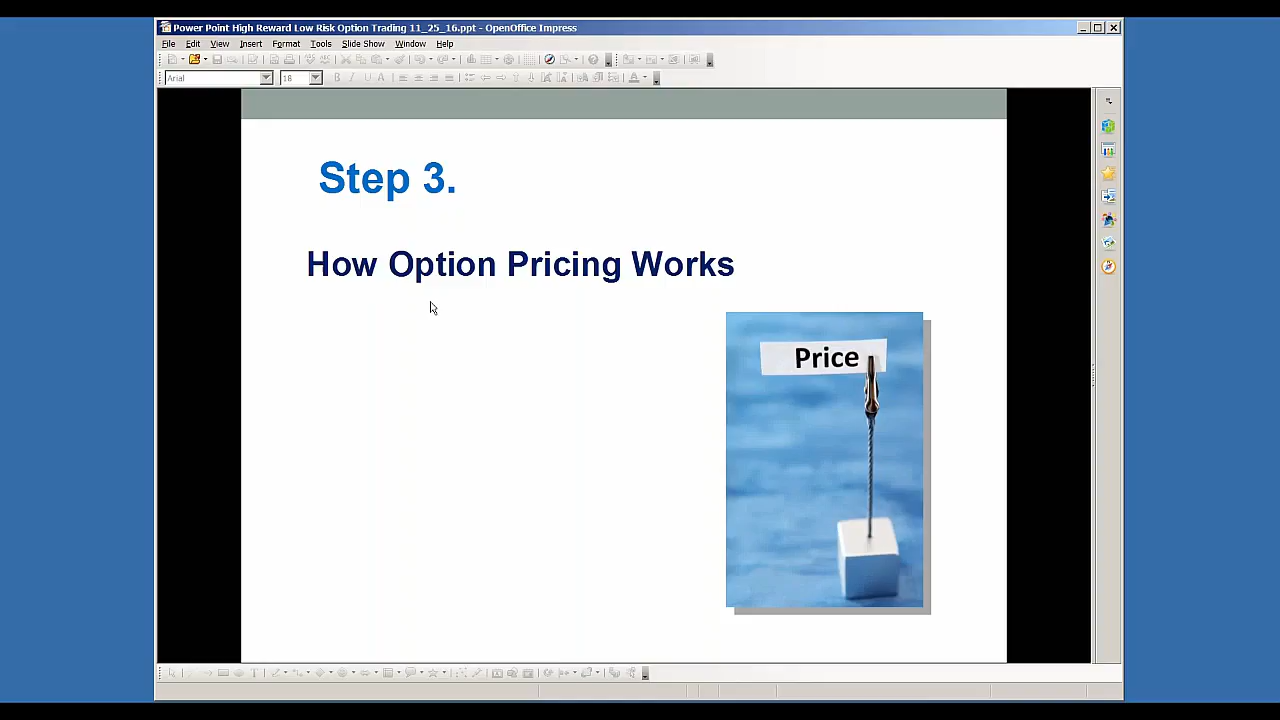 Power Point High Reward Low Risk Option Trading 11_25_16.ppt - OpenOffice Impress
File Edit View Insert Format Tools Slide Show Window Help
Arial 18
Step 3.
How Option Pricing Works
Price